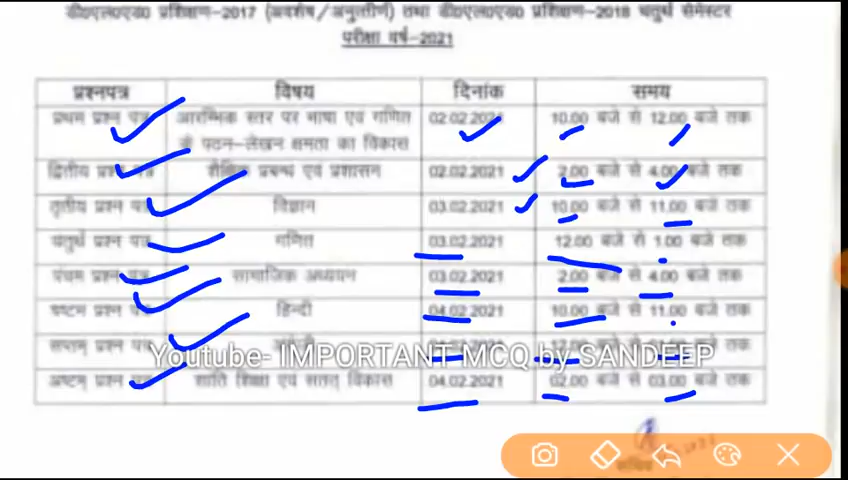 डी०एल०एड० प्रशिक्षण-2017 (अवशेष/अनुत्तीर्ण) तथा डी०एल०एड० प्रशिक्षण-2018 चतुर्थ सेमेस्टर
परीक्षा वर्ष-2021
प्रश्नपत्र विषय दिनांक समय
प्रथम प्रश्न पत्र आरम्भिक स्तर पर भाषा एवं गणित 02.02.2021 10.00 बजे से 12.00 बजे तक
के पठन-लेखन क्षमता का विकास
द्वितीय प्रश्न पत्र शैक्षिक प्रबन्ध एवं प्रशासन 02.02.2021 2.00 बजे से 4.00 बजे तक
तृतीय प्रश्न पत्र विज्ञान 03.02.2021 10.00 बजे से 11.00 बजे तक
चतुर्थ प्रश्न पत्र गणित 03.02.2021 12.00 बजे से 1.00 बजे तक
पंचम प्रश्न पत्र सामाजिक अध्ययन 03.02.2021 2.00 बजे से 4.00 बजे तक
षष्टम प्रश्न पत्र हिन्दी 04.02.2021 10.00 बजे से 11.00 बजे तक
सप्तम् प्रश्न
Youtube- IMPORTANT MCQ by SANDEEP
अष्टम् प्रश्न पत्र शांति शिक्षा एवं सतत् विकास 04.02.2021 02.00 बजे से 03.00 बजे तक